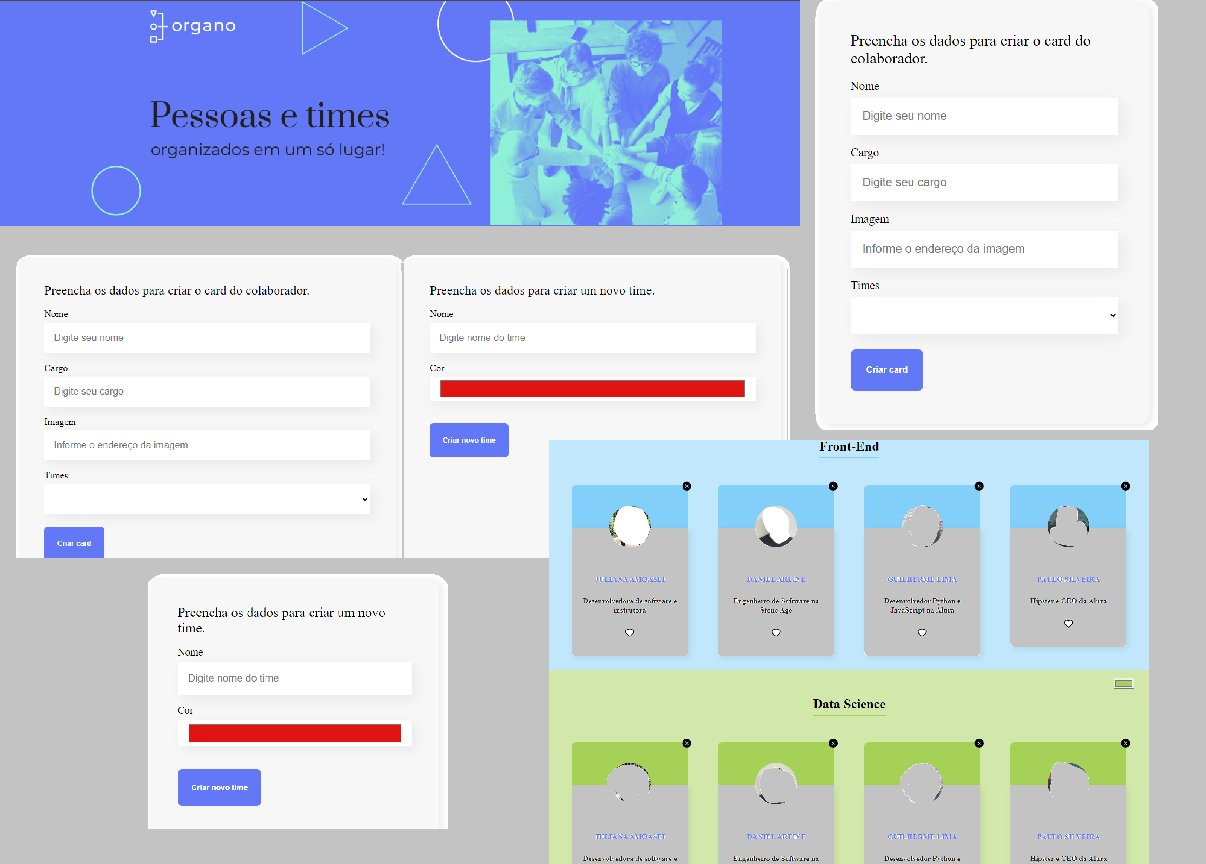 organo
Pessoas e times
organizados em um só lugar!
Preencha os dados para criar o card do
colaborador.
Nome
Digite seu nome
Cargo
Digite seu cargo
Imagem
Informe o endereço da imagem
Times
Criar card
Preencha os dados para criar o card do colaborador.
Nome
Digite seu nome
Cargo
Digite seu cargo
Imagem
Informe o endereço da imagem
Times
Criar card
Preencha os dados para criar um novo time.
Nome
Digite nome do time
Cor
Criar novo time
Preencha os dados para criar um novo
time.
Nome
Digite nome do time
Cor
Criar novo time
Front-End
JULIANA AMOASEI
Desenvolvedora de software e
instrutora
DANIEL ARTINE
Engenheiro de Software na
Stone Age
GUILHERME LIMA
Desenvolvedor Python e
JavaScript na Alura
PAULO SILVEIRA
Hipster e CEO da Alura
Data Science
JULIANA AMOASEI
Desenvolvedora de software e
DANIEL ARTINE
Engenheiro de Software na
GUILHERME LIMA
Desenvolvedor Python e
PAULO SILVEIRA
Hipster e CEO da Alura